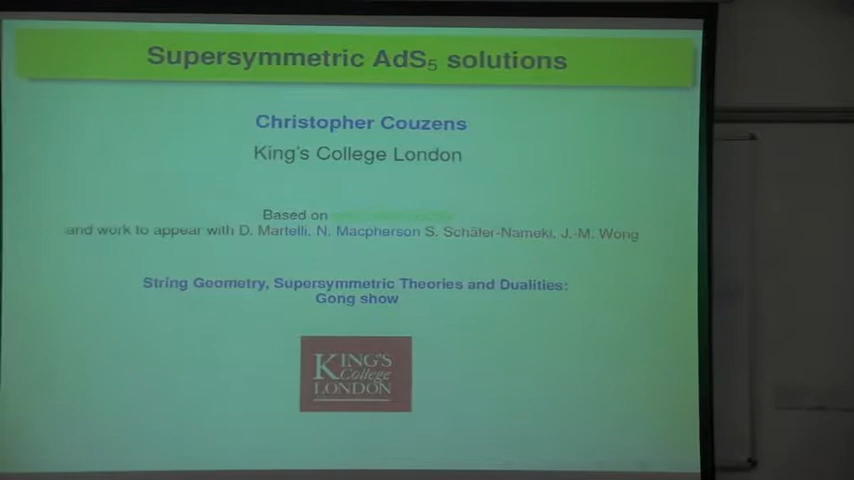 Supersymmetric AdS₅ solutions
Christopher Couzens
King's College London
Based on
and work to appear with D. Martelli, N. Macpherson S. Schäfer-Nameki, J.-M. Wong
String Geometry, Supersymmetric Theories and Dualities:
Gong show
KING'S
College
LONDON